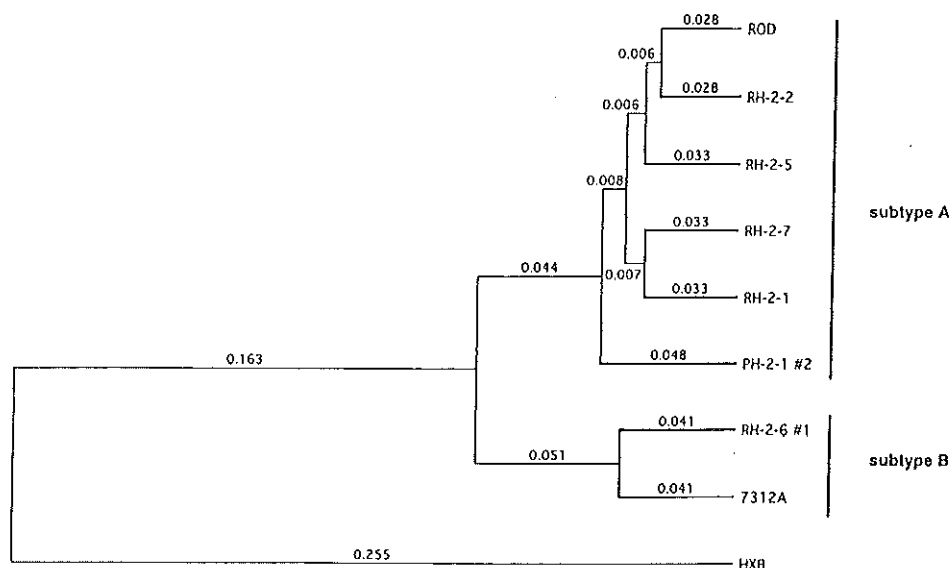 0.028
ROD
0.006
0.028
RH-2-2
0.006
0.033
RH-2-5
0.008
subtype A
0.033
RH-2-7
0.044
0.007
0.033
RH-2-1
0.163
0.048
PH-2-1 #2
0.041
RH-2-6 #1
0.051
subtype B
0.041
7312A
0.255
HXB